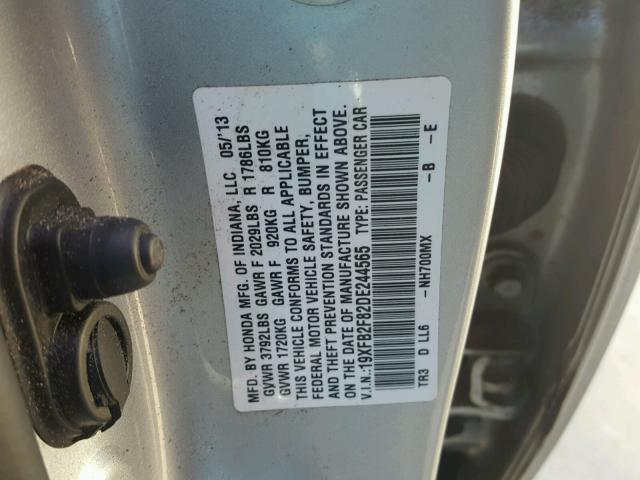 MFD. BY HONDA MFG. OF INDIANA, LLC 05/'13
GVWR 3792LBS GAWR F 2029LBS R 1786LBS
GVWR 1720KG GAWR F 920KG R 810KG
THIS VEHICLE CONFORMS TO ALL APPLICABLE
FEDERAL MOTOR VEHICLE SAFETY, BUMPER,
AND THEFT PREVENTION STANDARDS IN EFFECT
ON THE DATE OF MANUFACTURE SHOWN ABOVE.
V.I.N.:19XFB2F82DE244565 TYPE: PASSENGER CAR
TR3 D LL6 -NH700MX -B -E